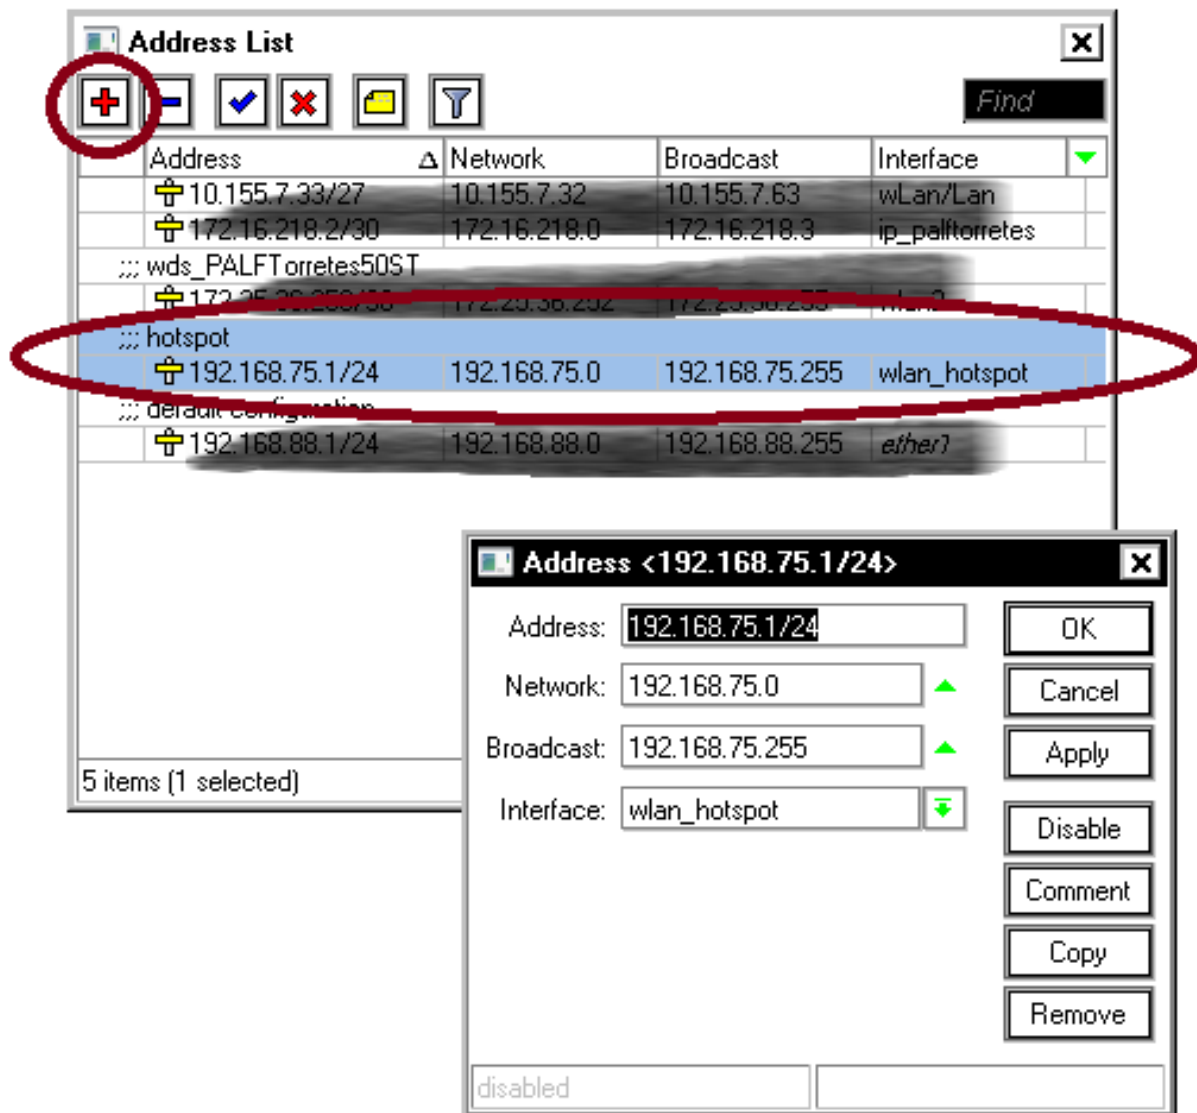 Address List
Find
Address Network Broadcast Interface
10.155.7.33/27 10.155.7.32 10.155.7.63 wLan/Lan
172.16.218.2/30 172.16.218.0 172.16.218.3 ip_palftorretes
;;; wds_PALFTorretes50ST
;;; hotspot
192.168.75.1/24 192.168.75.0 192.168.75.255 wlan_hotspot
;;; default configuration
192.168.88.1/24 192.168.88.0 192.168.88.255 ether1
5 items (1 selected)
Address <192.168.75.1/24>
Address: 192.168.75.1/24
OK
Network: 192.168.75.0
Cancel
Broadcast: 192.168.75.255
Apply
Interface: wlan_hotspot
Disable
Comment
Copy
Remove
disabled